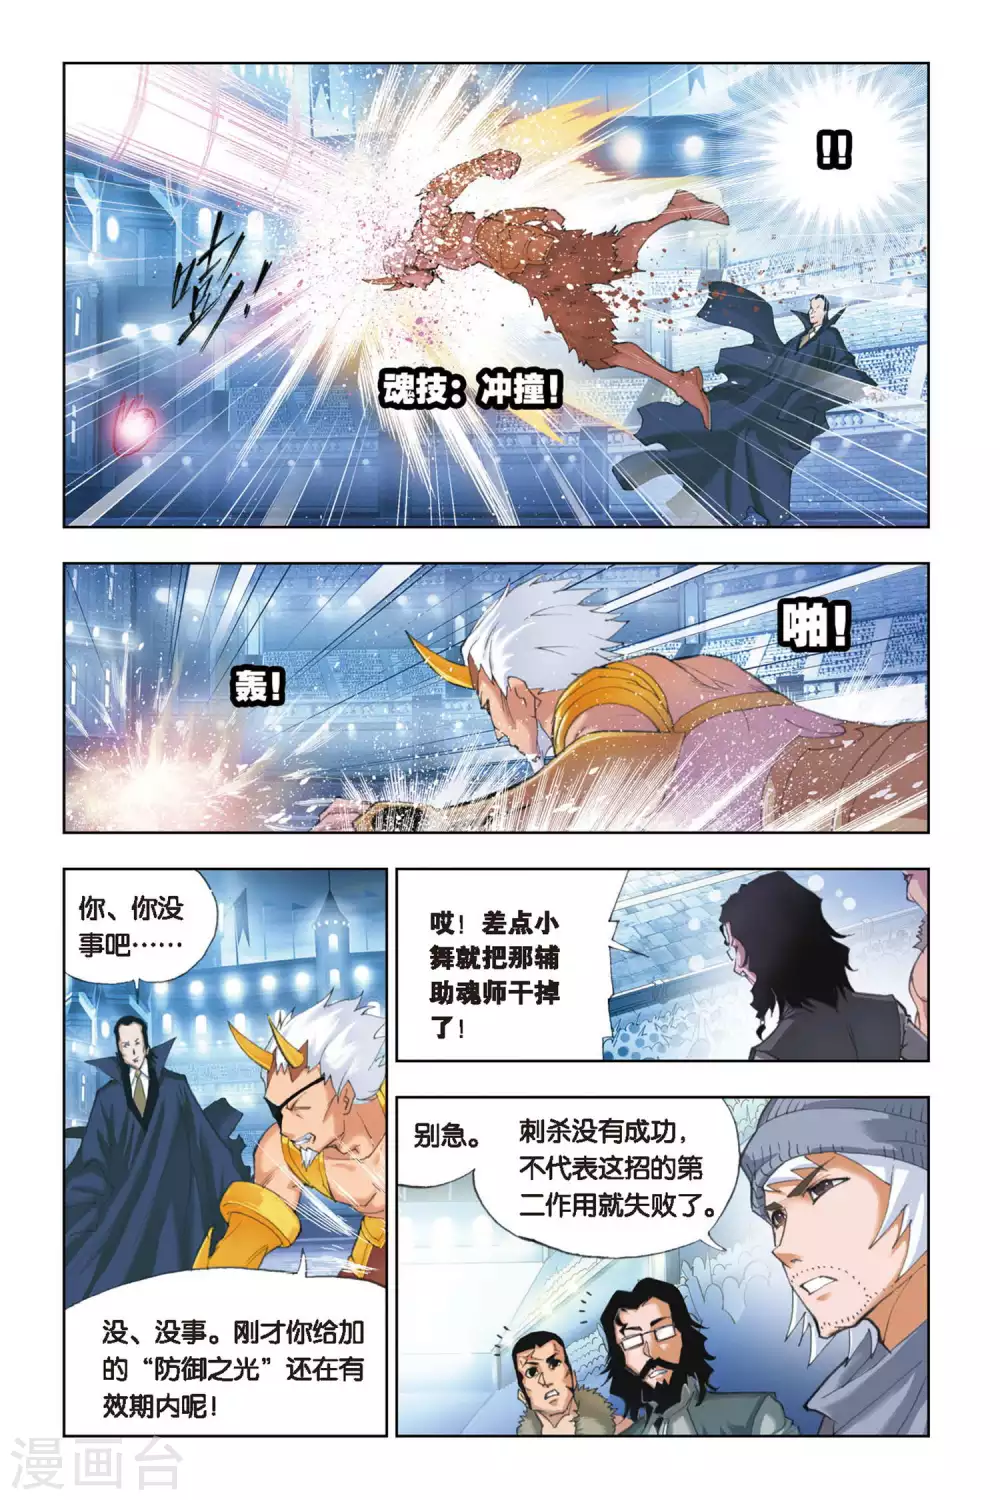 !!
嘭！
魂技：冲撞！
啪！
轰！
你、你没
事吧……
没、没事。刚才你给加
的“防御之光”还在有
效期内呢！
哎！差点小
舞就把那辅
助魂师干掉
了！
别急。
刺杀没有成功，
不代表这招的第
二作用就失败了。
漫画台